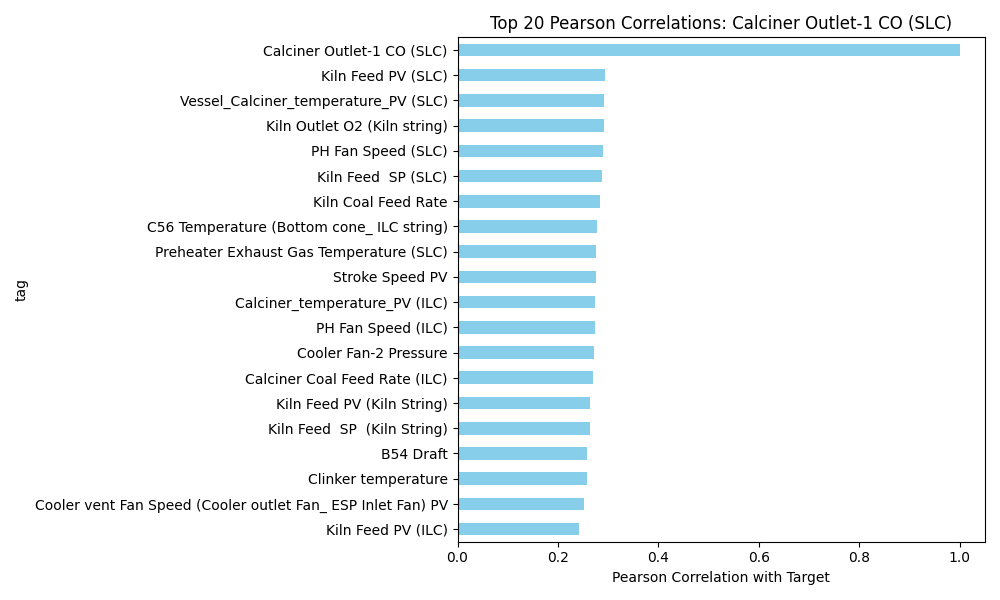 Top 20 Pearson Correlations: Calciner Outlet-1 CO (SLC)
Calciner Outlet-1 CO (SLC)
Kiln Feed PV (SLC)
Vessel_Calciner_temperature_PV (SLC)
Kiln Outlet O2 (Kiln string)
PH Fan Speed (SLC)
Kiln Feed  SP (SLC)
Kiln Coal Feed Rate
C56 Temperature (Bottom cone_ ILC string)
Preheater Exhaust Gas Temperature (SLC)
Stroke Speed PV
Calciner_temperature_PV (ILC)
PH Fan Speed (ILC)
Cooler Fan-2 Pressure
Calciner Coal Feed Rate (ILC)
Kiln Feed PV (Kiln String)
Kiln Feed  SP  (Kiln String)
B54 Draft
Clinker temperature
Cooler vent Fan Speed (Cooler outlet Fan_ ESP Inlet Fan) PV
Kiln Feed PV (ILC)
tag
0.0 0.2 0.4 0.6 0.8 1.0
Pearson Correlation with Target